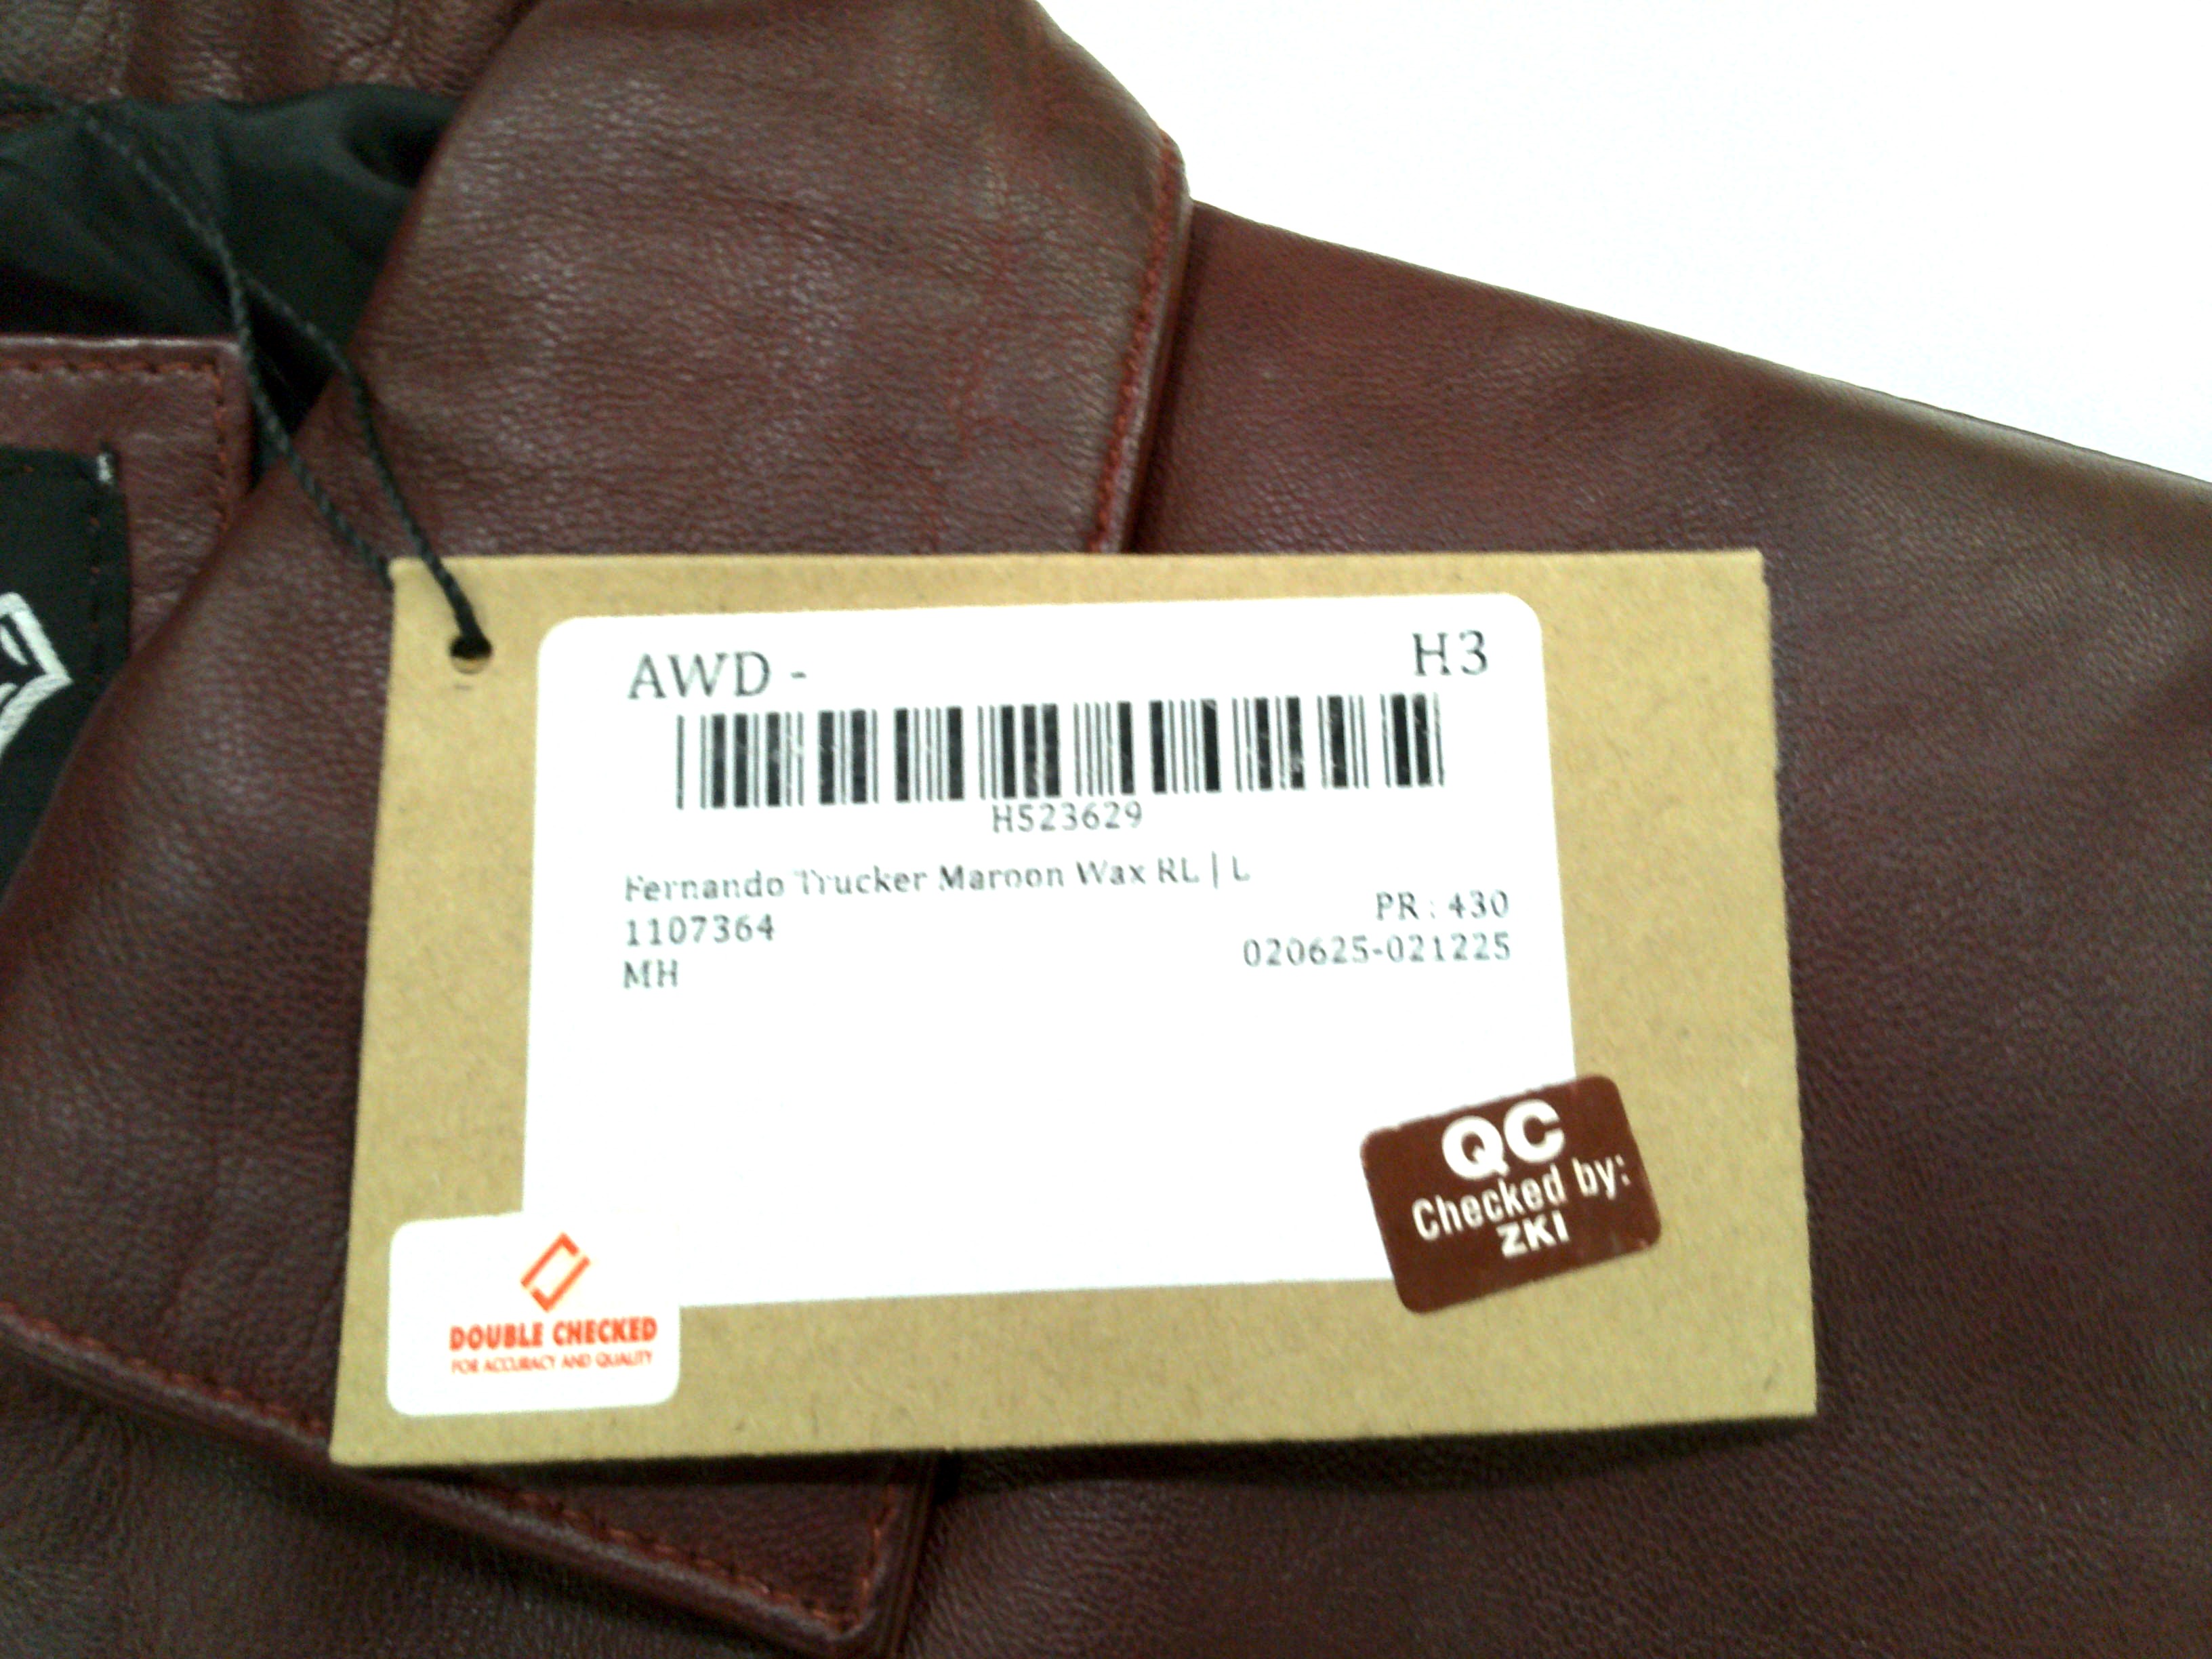 AWD - H3
H523629
Fernando Trucker Maroon Wax RL | L
1107364 PR : 430
MH 020625-021225
QC
Checked by:
ZKI
DOUBLE CHECKED
FOR ACCURACY AND QUALITY